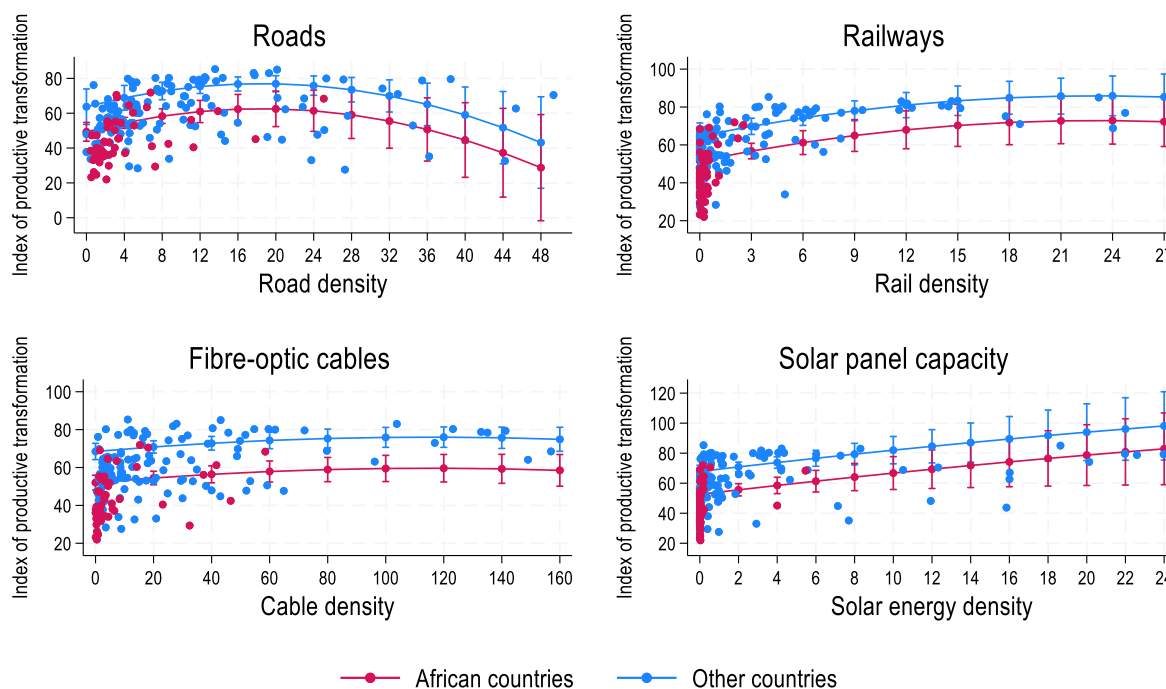 Roads
Index of productive transformation
80
60
40
20
0
0 4 8 12 16 20 24 28 32 36 40 44 48
Road density
Railways
Index of productive transformation
100
80
60
40
20
0 3 6 9 12 15 18 21 24 27
Rail density
Fibre-optic cables
Index of productive transformation
100
80
60
40
20
0 20 40 60 80 100 120 140 160
Cable density
Solar panel capacity
Index of productive transformation
120
100
80
60
40
20
0 2 4 6 8 10 12 14 16 18 20 22 24
Solar energy density
African countries Other countries